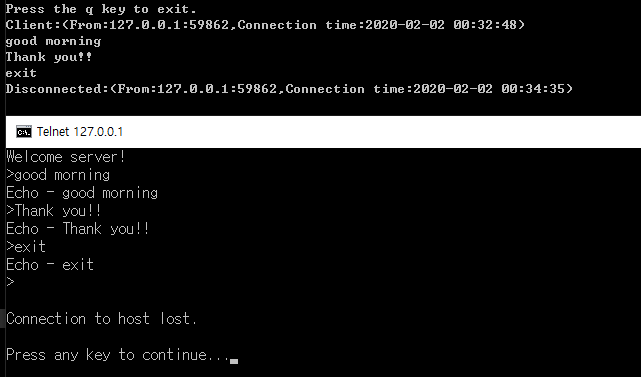 Press the q key to exit.
Client:(From:127.0.0.1:59862,Connection time:2020-02-02 00:32:48)
good morning
Thank you!!
exit
Disconnected:(From:127.0.0.1:59862,Connection time:2020-02-02 00:34:35)
C:\.
Telnet 127.0.0.1
Welcome server!
>good morning
Echo - good morning
>Thank you!!
Echo - Thank you!!
>exit
Echo - exit
>
Connection to host lost.
Press any key to continue...